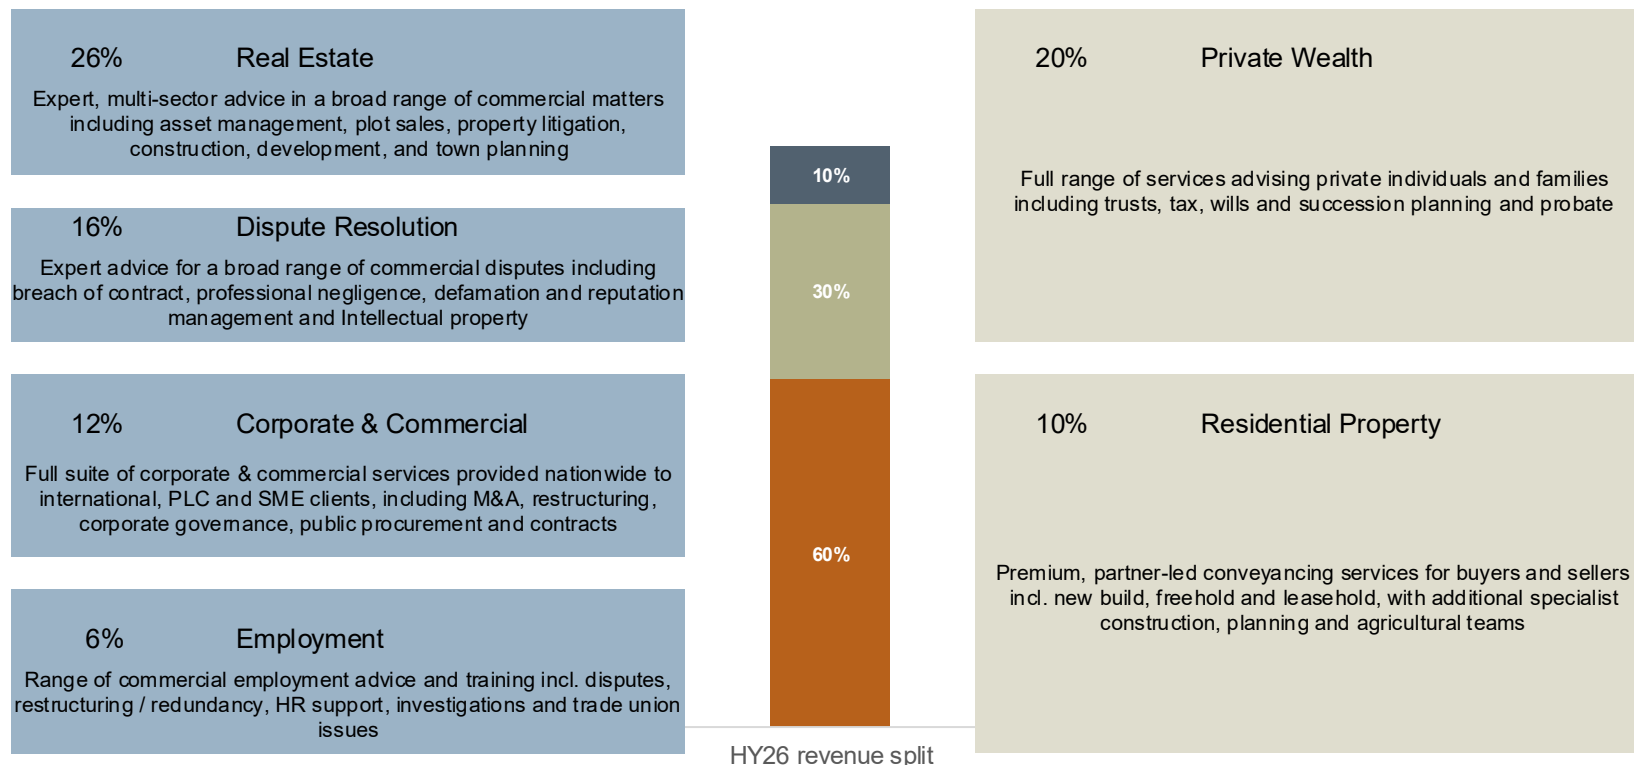 26% Real Estate
Expert, multi-sector advice in a broad range of commercial matters
including asset management, plot sales, property litigation,
construction, development, and town planning
16% Dispute Resolution
Expert advice for a broad range of commercial disputes including
breach of contract, professional negligence, defamation and reputation
management and Intellectual property
12% Corporate & Commercial
Full suite of corporate & commercial services provided nationwide to
international, PLC and SME clients, including M&A, restructuring,
corporate governance, public procurement and contracts
6% Employment
Range of commercial employment advice and training incl. disputes,
restructuring / redundancy, HR support, investigations and trade union
issues
10%
30%
60%
HY26 revenue split
20% Private Wealth
Full range of services advising private individuals and families
including trusts, tax, wills and succession planning and probate
10% Residential Property
Premium, partner-led conveyancing services for buyers and sellers
incl. new build, freehold and leasehold, with additional specialist
construction, planning and agricultural teams